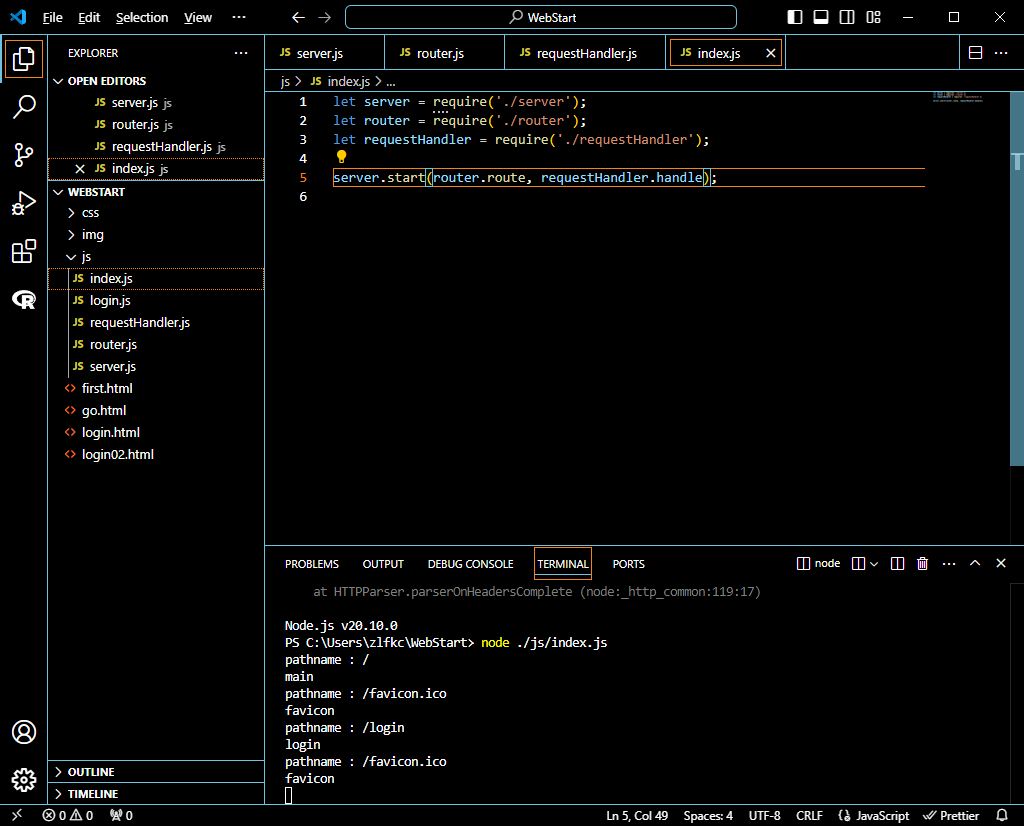 File Edit Selection View ··· WebStart
EXPLORER ···
server.js router.js requestHandler.js index.js ···
OPEN EDITORS
JS server.js js
JS router.js js
JS requestHandler.js js
JS index.js js
WEBSTART
css
img
js
JS index.js
JS login.js
JS requestHandler.js
JS router.js
JS server.js
<> first.html
<> go.html
<> login.html
<> login02.html
OUTLINE
TIMELINE
js > JS index.js > ...
1 let server = require('./server');
2 let router = require('./router');
3 let requestHandler = require('./requestHandler');
4
5 server.start(router.route, requestHandler.handle);
6
PROBLEMS OUTPUT DEBUG CONSOLE TERMINAL PORTS node ···
at HTTPParser.parserOnHeadersComplete (node:_http_common:119:17)
Node.js v20.10.0
PS C:\Users\zlfkc\WebStart> node ./js/index.js
pathname : /
main
pathname : /favicon.ico
favicon
pathname : /login
login
pathname : /favicon.ico
favicon
0 0 0 Ln 5, Col 49 Spaces: 4 UTF-8 CRLF {} JavaScript Prettier